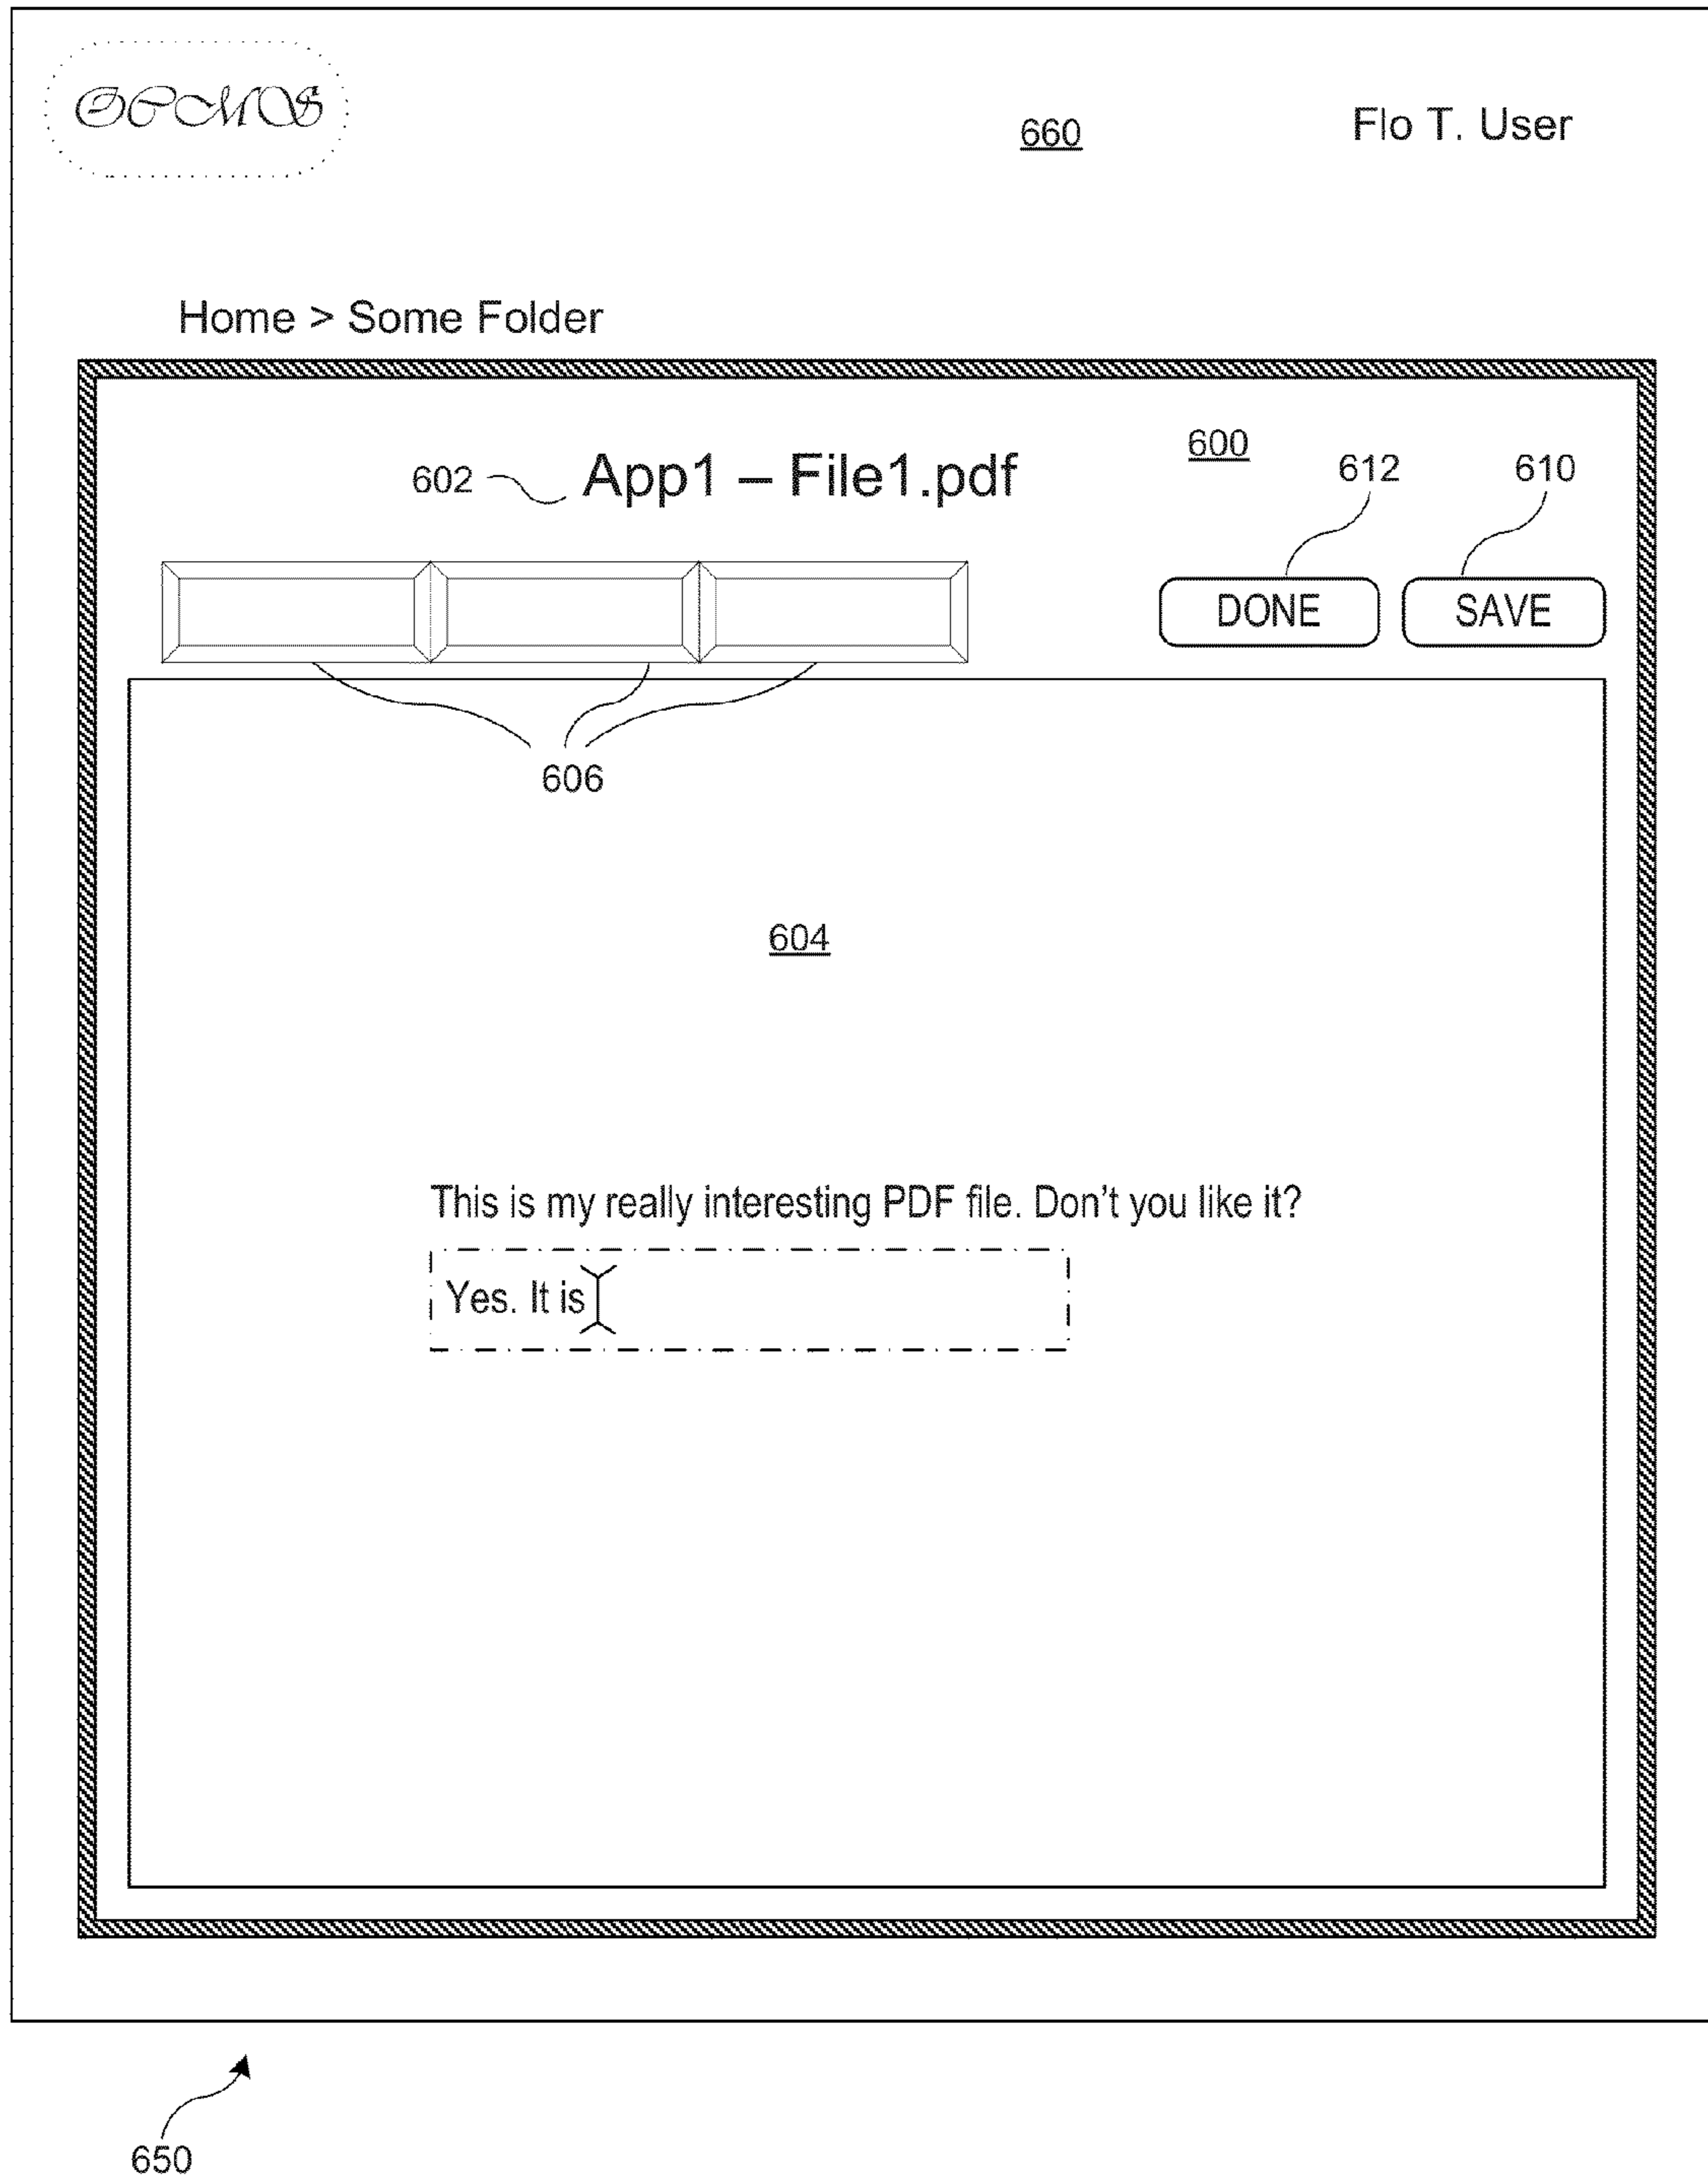 OCMS
660
Flo T. User
Home > Some Folder
600
602
App1 – File1.pdf
612
610
DONE
SAVE
606
604
This is my really interesting PDF file. Don't you like it?
Yes. It is
650